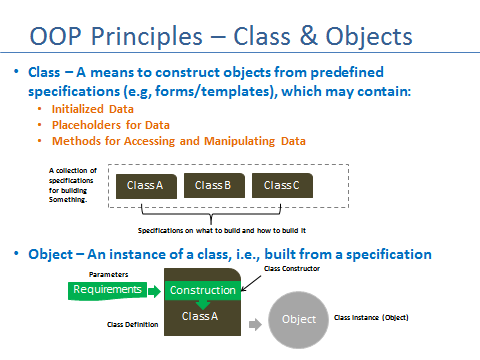 OOP Principles – Class & Objects
• Class – A means to construct objects from predefined
specifications (e.g, forms/templates), which may contain:
• Initialized Data
• Placeholders for Data
• Methods for Accessing and Manipulating Data
A collection of
specifications
for building
Something.
Class A
Class B
Class C
Specifications on what to build and how to build it
• Object – An instance of a class, i.e., built from a specification
Parameters
Class Constructor
Requirements
Construction
Class Definition
Class A
Object
Class Instance (Object)